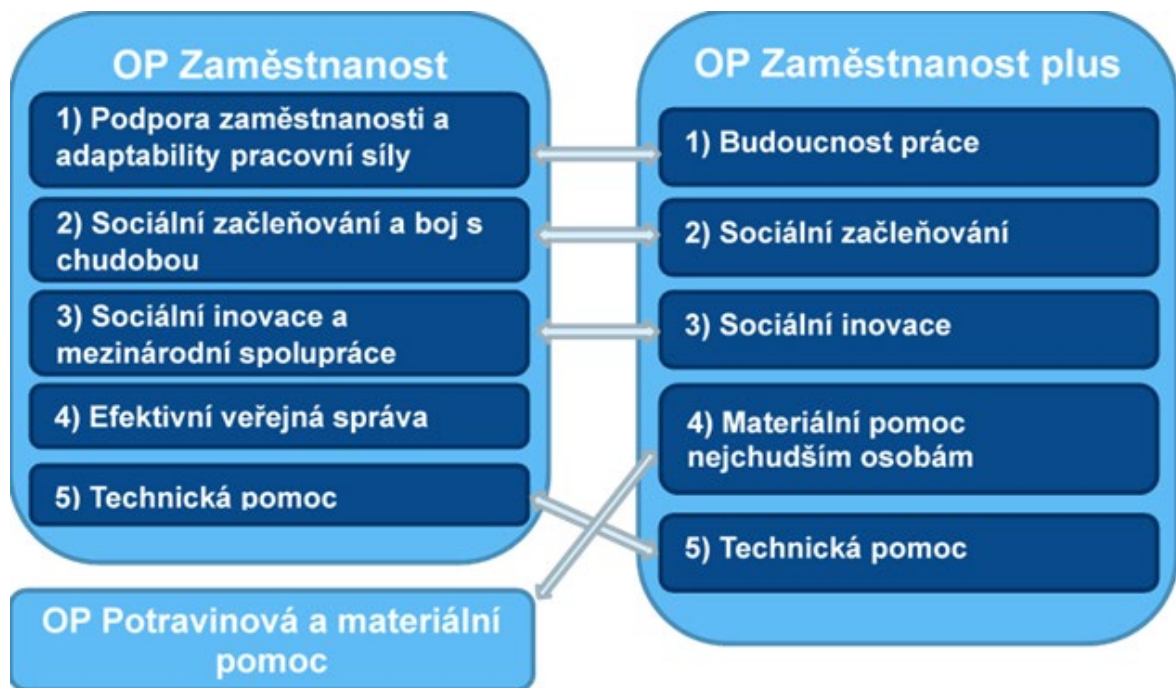 OP Zaměstnanost
1) Podpora zaměstnanosti a
adaptability pracovní síly
2) Sociální začleňování a boj s
chudobou
3) Sociální inovace a
mezinárodní spolupráce
4) Efektivní veřejná správa
5) Technická pomoc
OP Potravinová a materiální
pomoc
OP Zaměstnanost plus
1) Budoucnost práce
2) Sociální začleňování
3) Sociální inovace
4) Materiální pomoc
nejchudším osobám
5) Technická pomoc